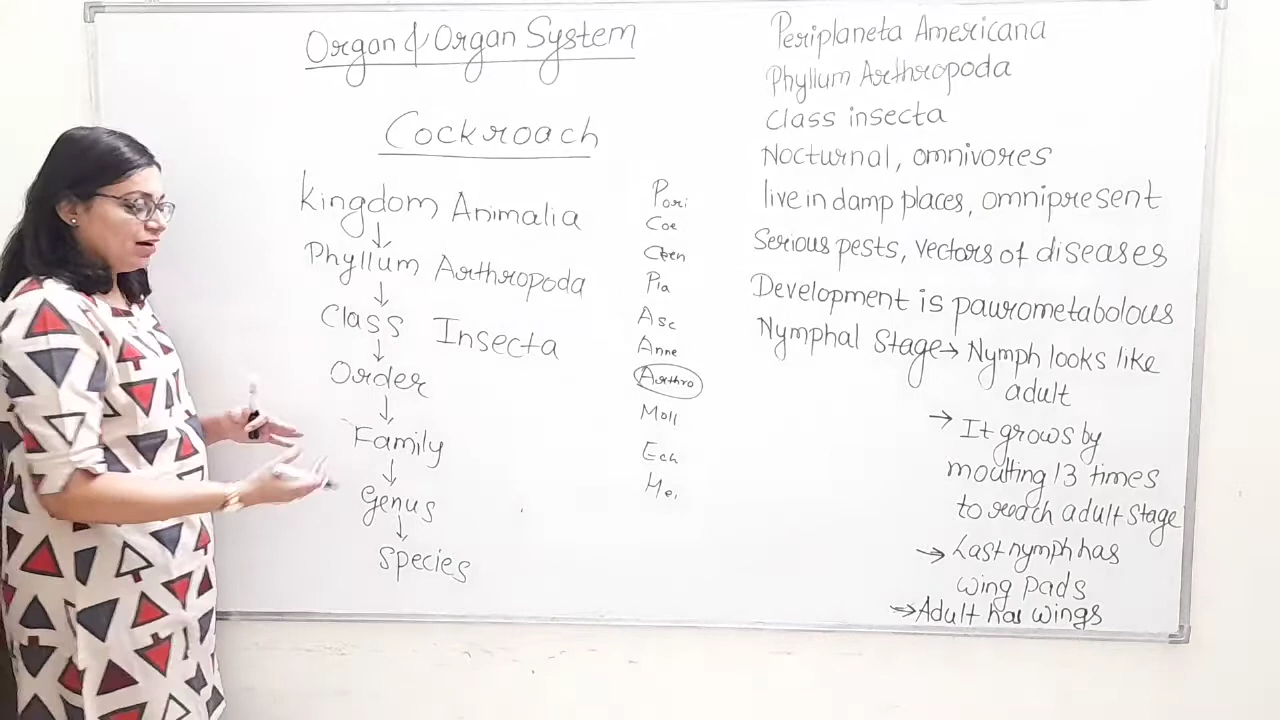 Organ & Organ System
Cockroach
Kingdom Animalia
Phyllum Arthropoda
Class Insecta
Order
Family
Genus
Species
Pori
Coe
Cten
Pla
Asc
Anne
Arthro
Moll
Ech
Hei
Periplaneta Americana
Phyllum Arthropoda
Class insecta
Nocturnal, omnivores
live in damp places, omnipresent
Serious pests, vectors of diseases
Development is paurometabolous
Nymphal Stage → Nymph looks like
adult
→ It grows by
moulting 13 times
to reach adult stage
→ Last nymph has
wing pads
→ Adult has wings